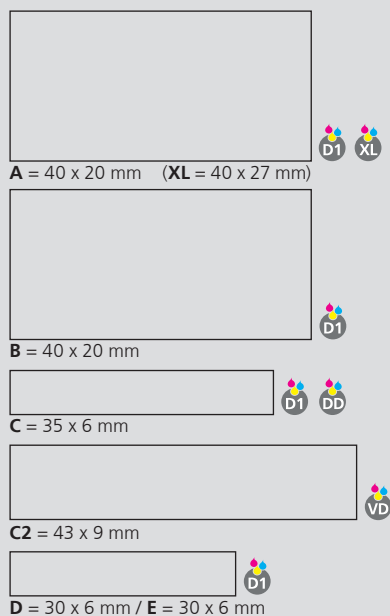 D1 XL
A = 40 x 20 mm (XL = 40 x 27 mm)
D1
B = 40 x 20 mm
D1 DD
C = 35 x 6 mm
VD
C2 = 43 x 9 mm
D1
D = 30 x 6 mm / E = 30 x 6 mm